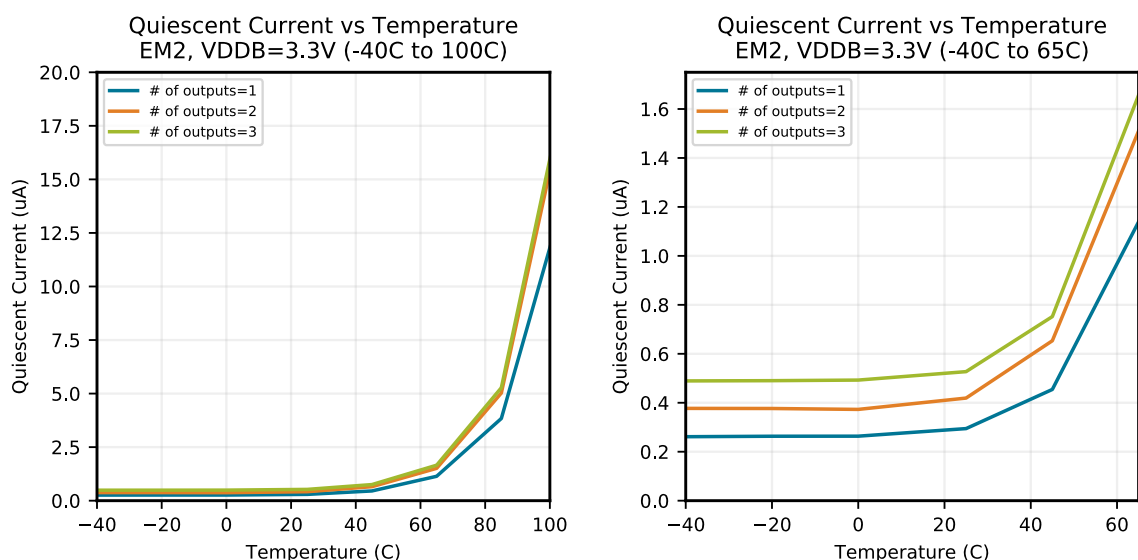 Quiescent Current vs Temperature
EM2, VDDB=3.3V (-40C to 100C)
20.0
17.5
15.0
12.5
10.0
7.5
5.0
2.5
0.0
Quiescent Current (uA)
# of outputs=1
# of outputs=2
# of outputs=3
−40
−20
0
20
40
60
80
100
Temperature (C)
Quiescent Current vs Temperature
EM2, VDDB=3.3V (-40C to 65C)
1.6
1.4
1.2
1.0
0.8
0.6
0.4
0.2
0.0
Quiescent Current (uA)
# of outputs=1
# of outputs=2
# of outputs=3
−40
−20
0
20
40
60
Temperature (C)